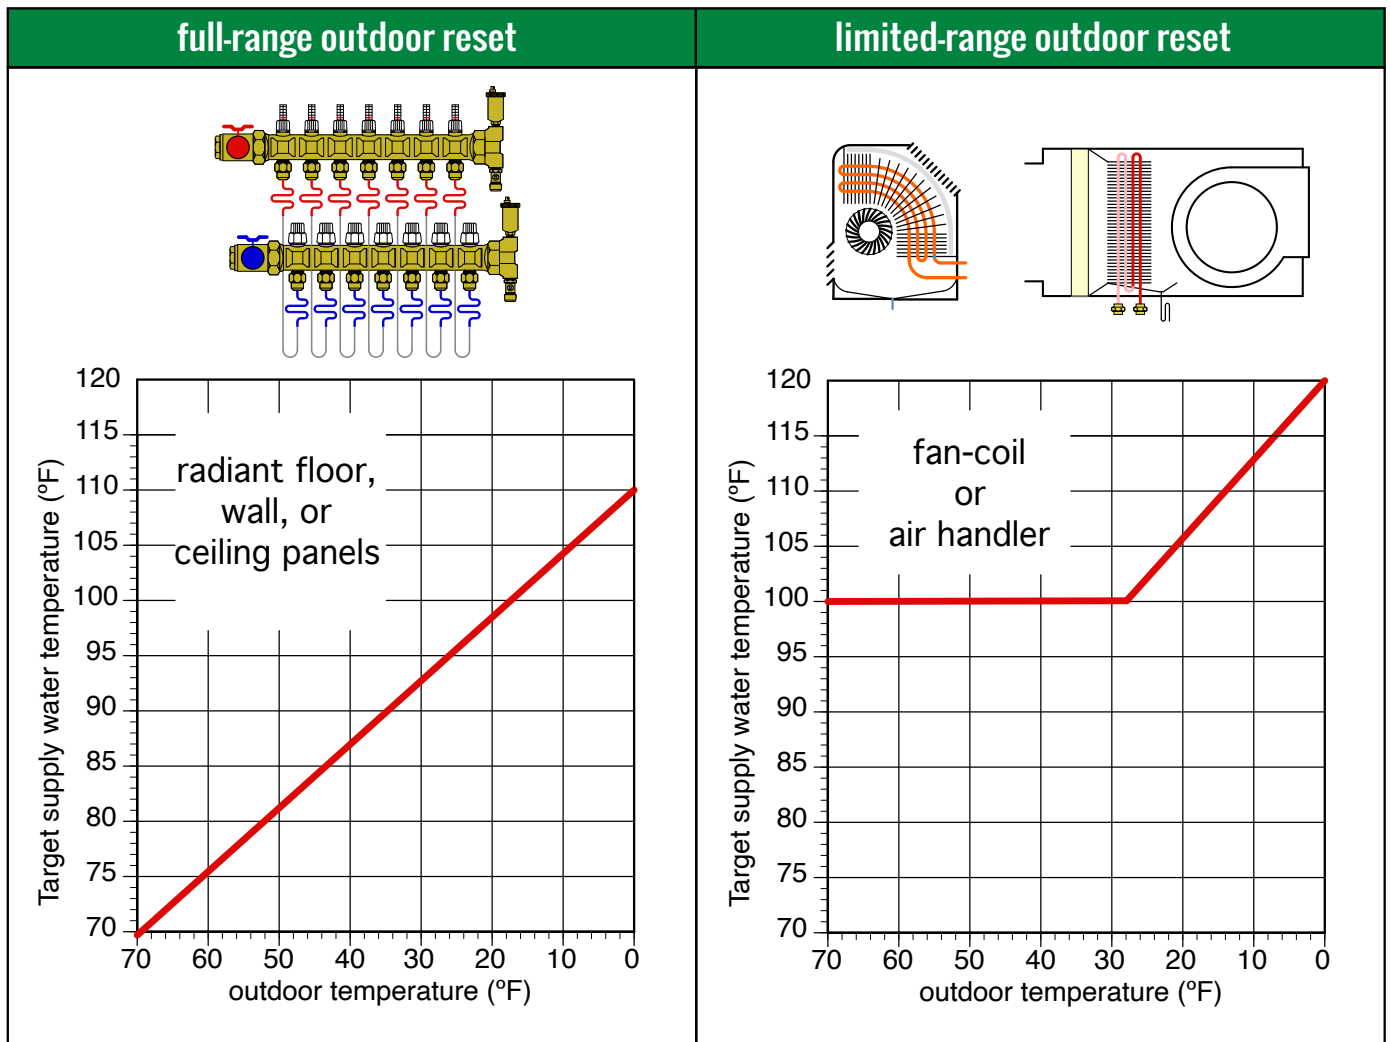 full-range outdoor reset
limited-range outdoor reset
120
115
110
105
100
95
90
85
80
75
70
Target supply water temperature (ºF)
radiant floor,
wall, or
ceiling panels
70 60 50 40 30 20 10 0
outdoor temperature (ºF)
120
115
110
105
100
95
90
85
80
75
70
Target supply water temperature (ºF)
fan-coil
or
air handler
70 60 50 40 30 20 10 0
outdoor temperature (ºF)